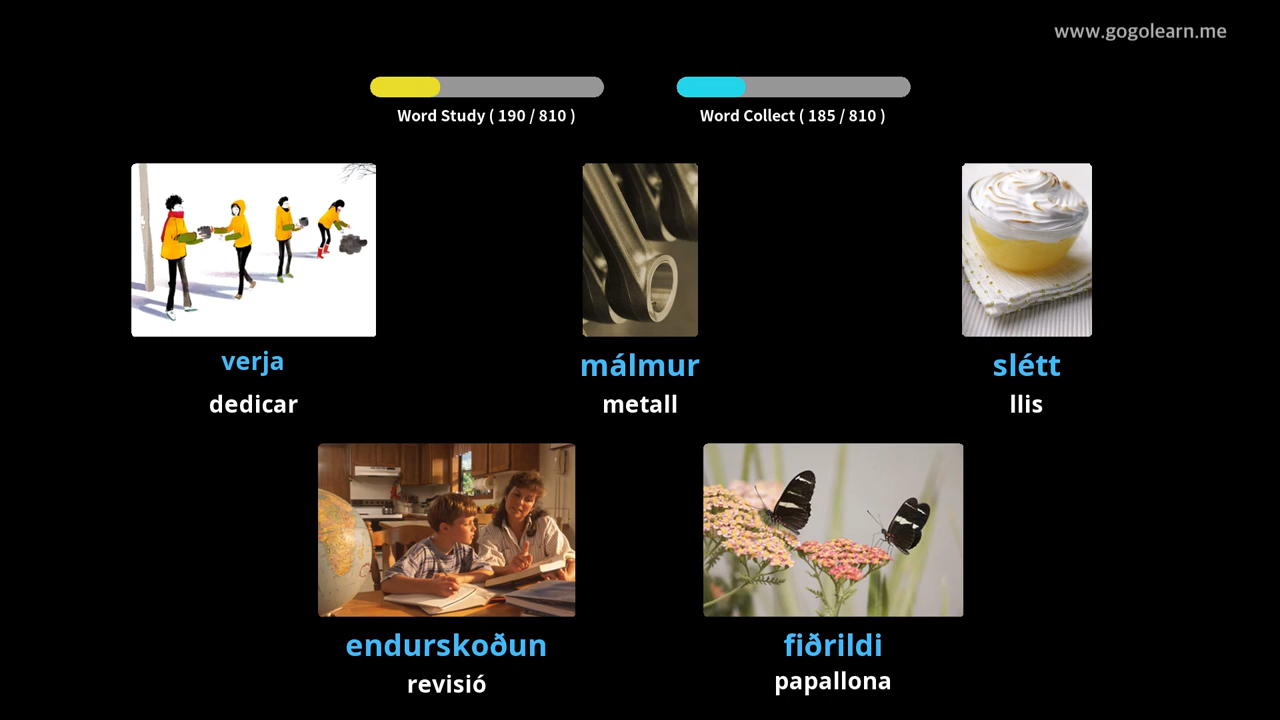 www.gogolearn.me
Word Study ( 190 / 810 )
Word Collect ( 185 / 810 )
verja
dedicar
málmur
metall
slétt
llis
endurskoðun
revisió
fiðrildi
papallona